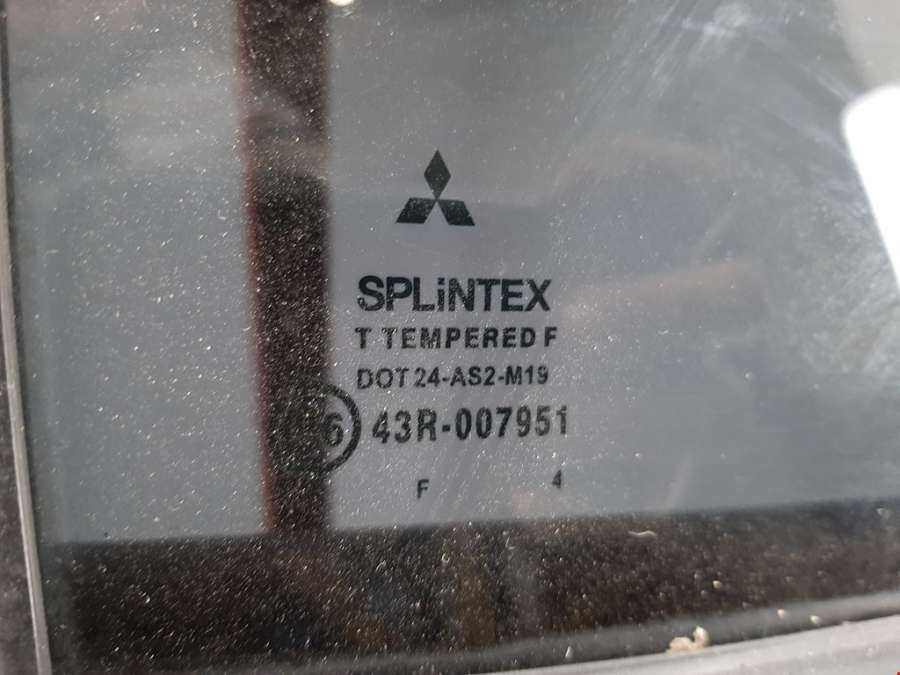 SPLiNTEX
T TEMPERED F
DOT 24-AS2-M19
6 43R-007951
F 4